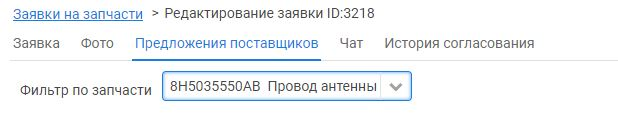 Заявки на запчасти > Редактирование заявки ID:3218
Заявка Фото Предложения поставщиков Чат История согласования
Фильтр по запчасти 8H5035550AB Провод антенны